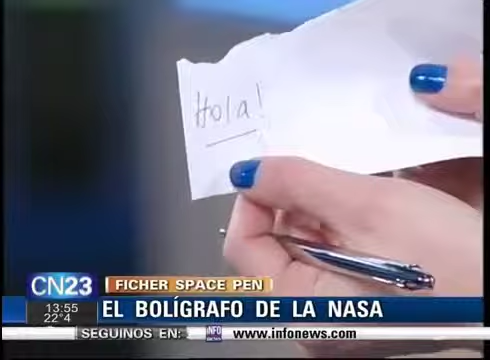 Hola!
CN23
FICHER SPACE PEN
13:55
EL BOLÍGRAFO DE LA NASA
22°4
SEGUINOS EN:
INFO
NEWS
www.infonews.com